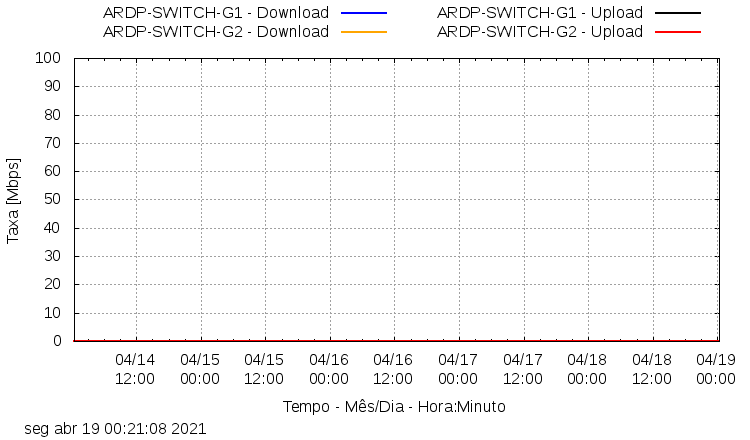 ARDP-SWITCH-G1 - Download ARDP-SWITCH-G1 - Upload
ARDP-SWITCH-G2 - Download ARDP-SWITCH-G2 - Upload
100
90
80
70
60
50
40
30
20
10
0
Taxa [Mbps]
04/14 04/15 04/15 04/16 04/16 04/17 04/17 04/18 04/18 04/19
12:00 00:00 12:00 00:00 12:00 00:00 12:00 00:00 12:00 00:00
Tempo - Mês/Dia - Hora:Minuto
seg abr 19 00:21:08 2021